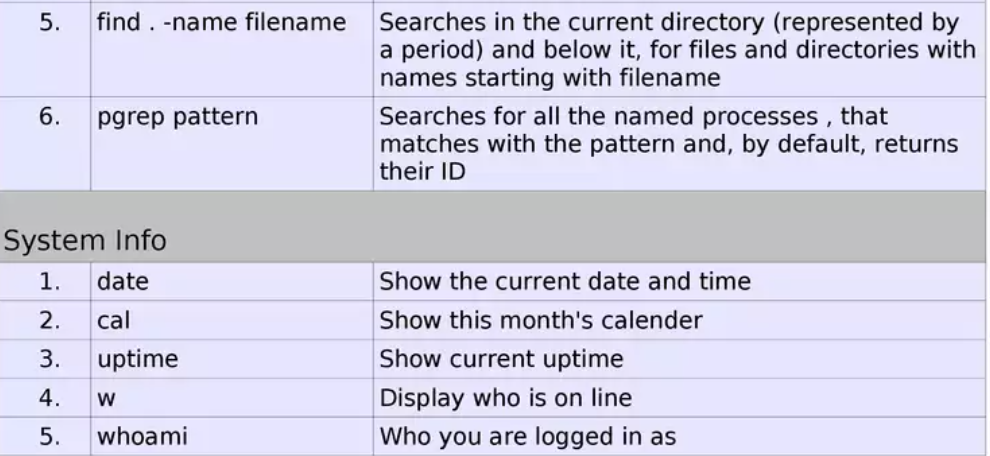 5. find . -name filename Searches in the current directory (represented by
a period) and below it, for files and directories with
names starting with filename
6. pgrep pattern Searches for all the named processes , that
matches with the pattern and, by default, returns
their ID
System Info
1. date Show the current date and time
2. cal Show this month's calender
3. uptime Show current uptime
4. w Display who is on line
5. whoami Who you are logged in as